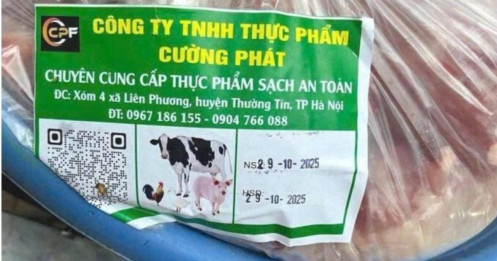 CPF
CÔNG TY TNHH THỰC PHẨM
CƯỜNG PHÁT
CHUYÊN CUNG CẤP THỰC PHẨM SẠCH AN TOÀN
ĐC: Xóm 4 xã Liên Phương, huyện Thường Tín, TP Hà Nội
ĐT: 0967 186 155 - 0904 766 088
NSX 29-10-2025
HSD:
29-10-2025